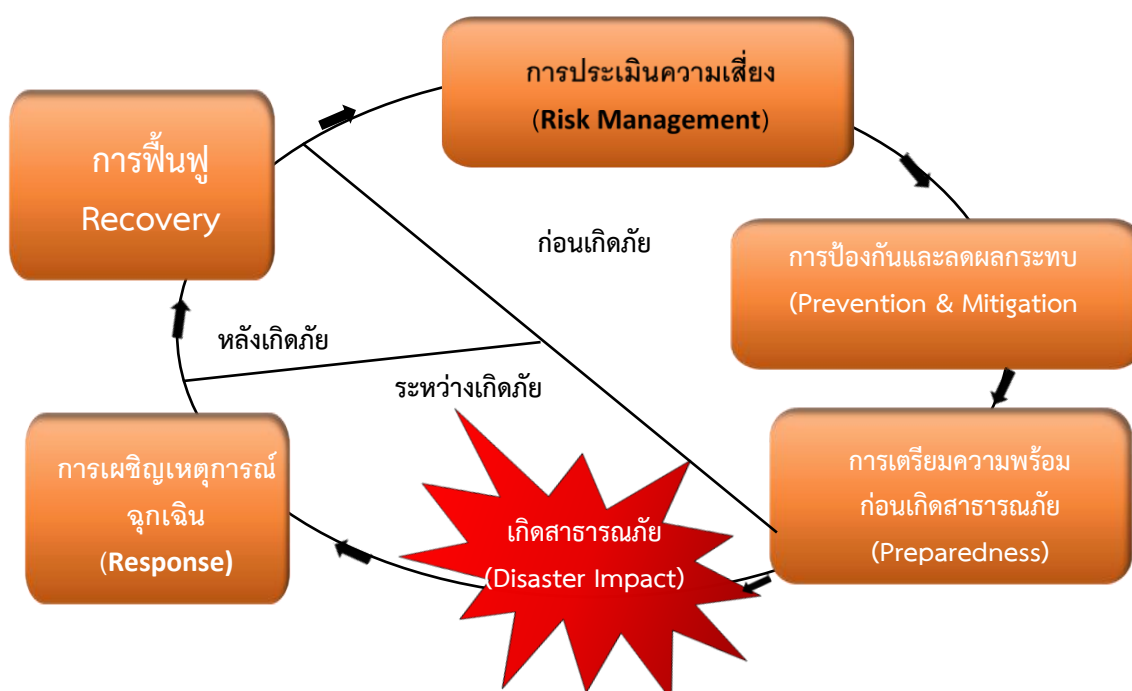 การประเมินความเสี่ยง
(Risk Management)
การฟื้นฟู
Recovery
ก่อนเกิดภัย
การป้องกันและลดผลกระทบ
(Prevention & Mitigation
หลังเกิดภัย
ระหว่างเกิดภัย
การเตรียมความพร้อม
ก่อนเกิดสาธารณภัย
(Preparedness)
เกิดสาธารณภัย
(Disaster Impact)
การเผชิญเหตุการณ์
ฉุกเฉิน
(Response)